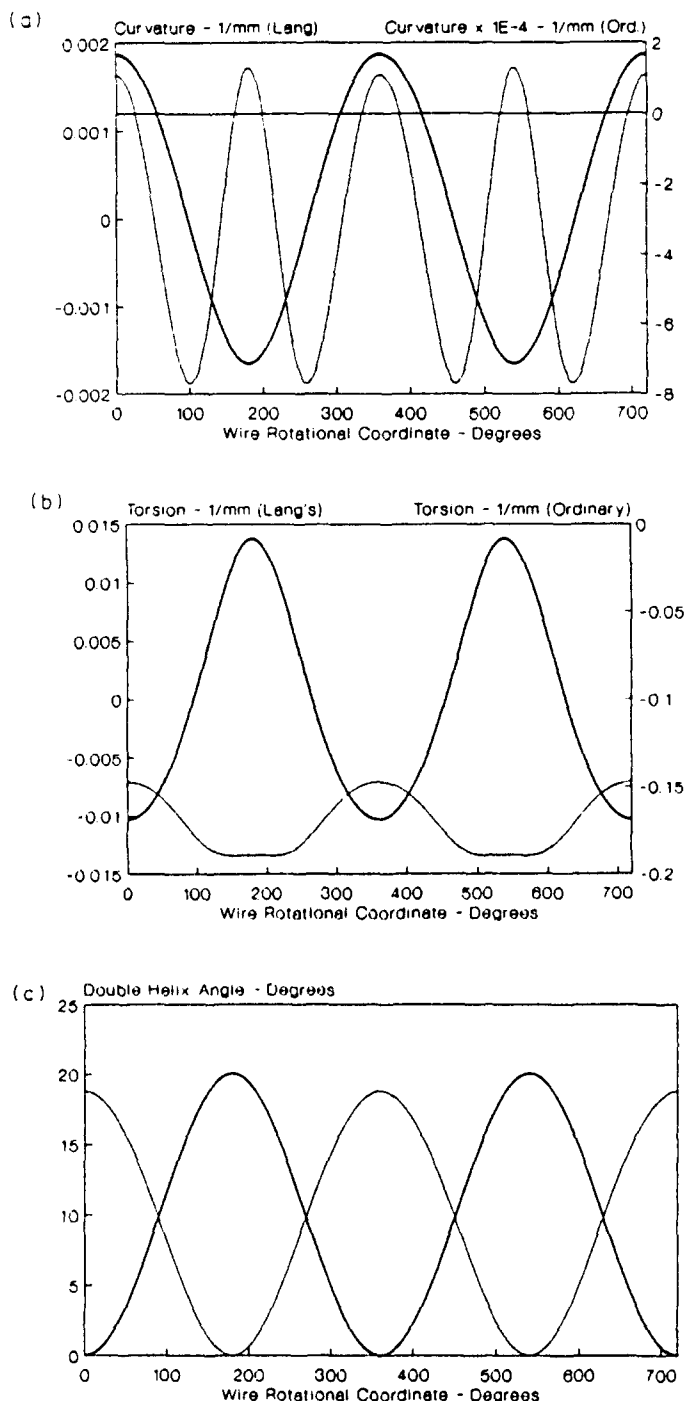 (a)
Curvature - 1/mm (Lang) Curvature x 1E-4 - 1/mm (Ord.)
0.002 2
0.001 0
-2
0
-4
-0.001 -6
-0.002 -8
0 100 200 300 400 500 600 700
Wire Rotational Coordinate - Degrees
(b)
Torsion - 1/mm (Lang's) Torsion - 1/mm (Ordinary)
0.015 0
0.01
0.005 -0.05
0 -0.1
-0.005
-0.01 -0.15
-0.015 -0.2
0 100 200 300 400 500 600 700
Wire Rotational Coordinate - Degrees
(c)
Double Helix Angle - Degrees
25
20
15
10
5
0
0 100 200 300 400 500 600 700
Wire Rotational Coordinate - Degrees